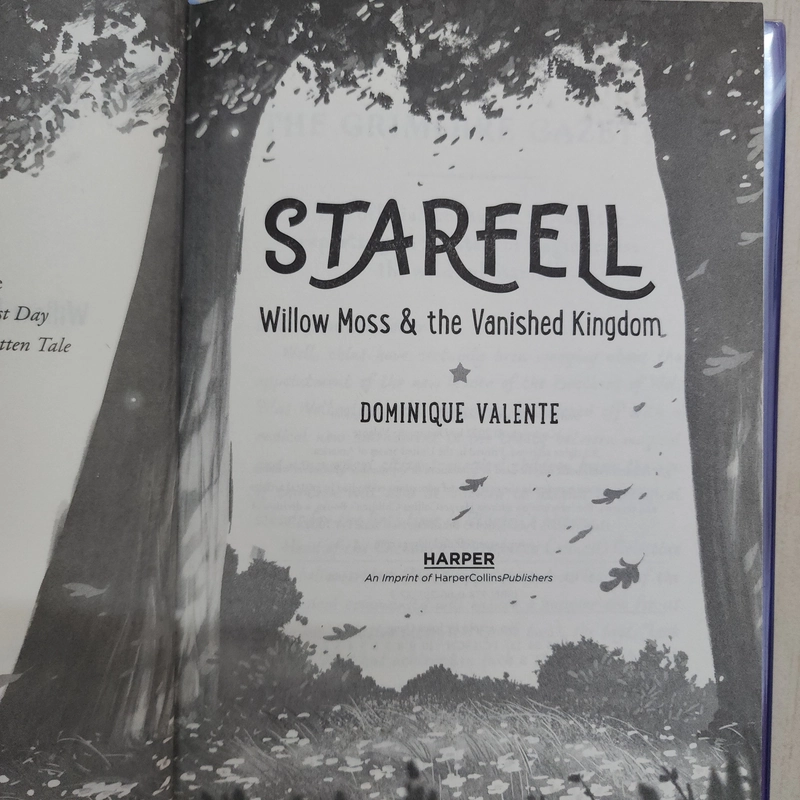 st Day
tten Tale
STARFELL
Willow Moss & the Vanished Kingdom
DOMINIQUE VALENTE
HARPER
An Imprint of HarperCollinsPublishers